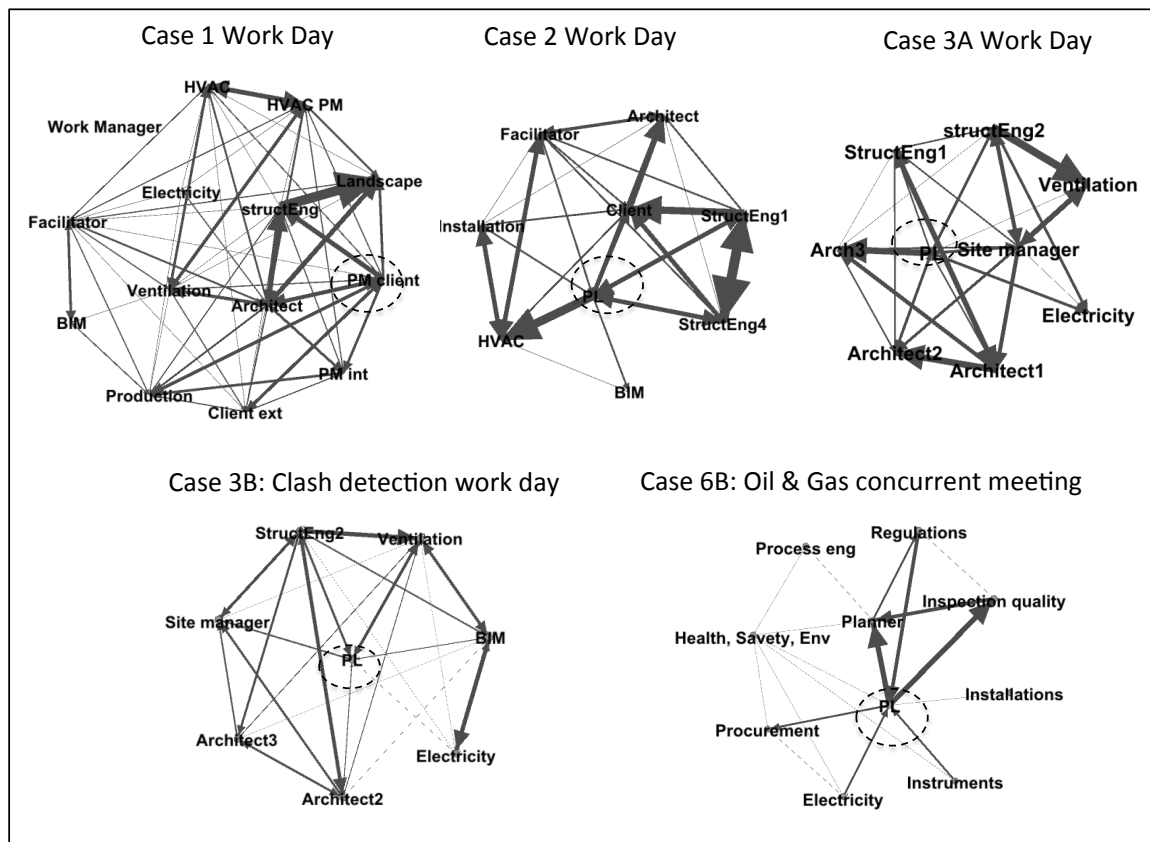 Case 1 Work Day
Case 2 Work Day
Case 3A Work Day
HVAC
HVAC PM
Work Manager
Electricity
Landscape
structEng
Facilitator
PM client
Ventilation
Architect
BIM
PM int
Production
Client ext
Architect
Facilitator
Client
StructEng1
Installation
PL
StructEng4
HVAC
BIM
structEng2
StructEng1
Ventilation
Arch3
PL
Site manager
Electricity
Architect2
Architect1
Case 3B: Clash detection work day
Case 6B: Oil & Gas concurrent meeting
StructEng2
Ventilation
Site manager
BIM
PL
Architect3
Electricity
Architect2
Regulations
Process eng
Inspection quality
Planner
Health, Savety, Env
Installations
PL
Procurement
Instruments
Electricity